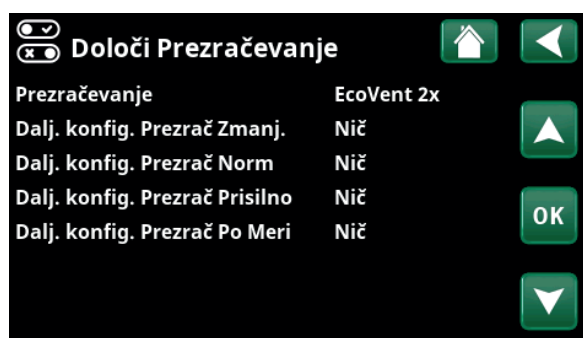 Določi Prezračevanje
Prezračevanje EcoVent 2x
Dalj. konfig. Prezrač Zmanj. Nič
Dalj. konfig. Prezrač Norm Nič
Dalj. konfig. Prezrač Prisilno Nič
Dalj. konfig. Prezrač Po Meri Nič
OK